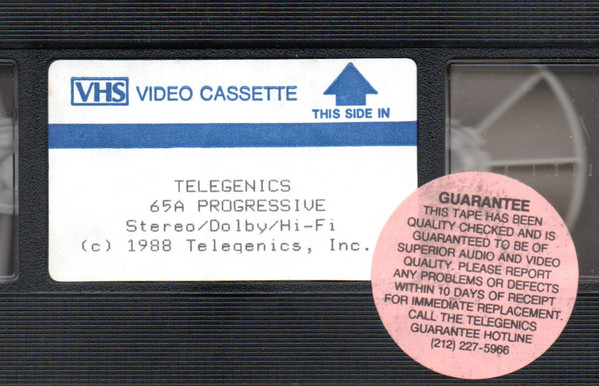 VHS VIDEO CASSETTE
THIS SIDE IN
TELEGENICS
65A PROGRESSIVE
Stereo/Dolby/Hi-Fi
(c) 1988 Telegenics, Inc.
GUARANTEE
THIS TAPE HAS BEEN
QUALITY CHECKED AND IS
GUARANTEED TO BE OF
SUPERIOR AUDIO AND VIDEO
QUALITY. PLEASE REPORT
ANY PROBLEMS OR DEFECTS
WITHIN 10 DAYS OF RECEIPT
FOR IMMEDIATE REPLACEMENT.
CALL THE TELEGENICS
GUARANTEE HOTLINE
(212) 227-5966